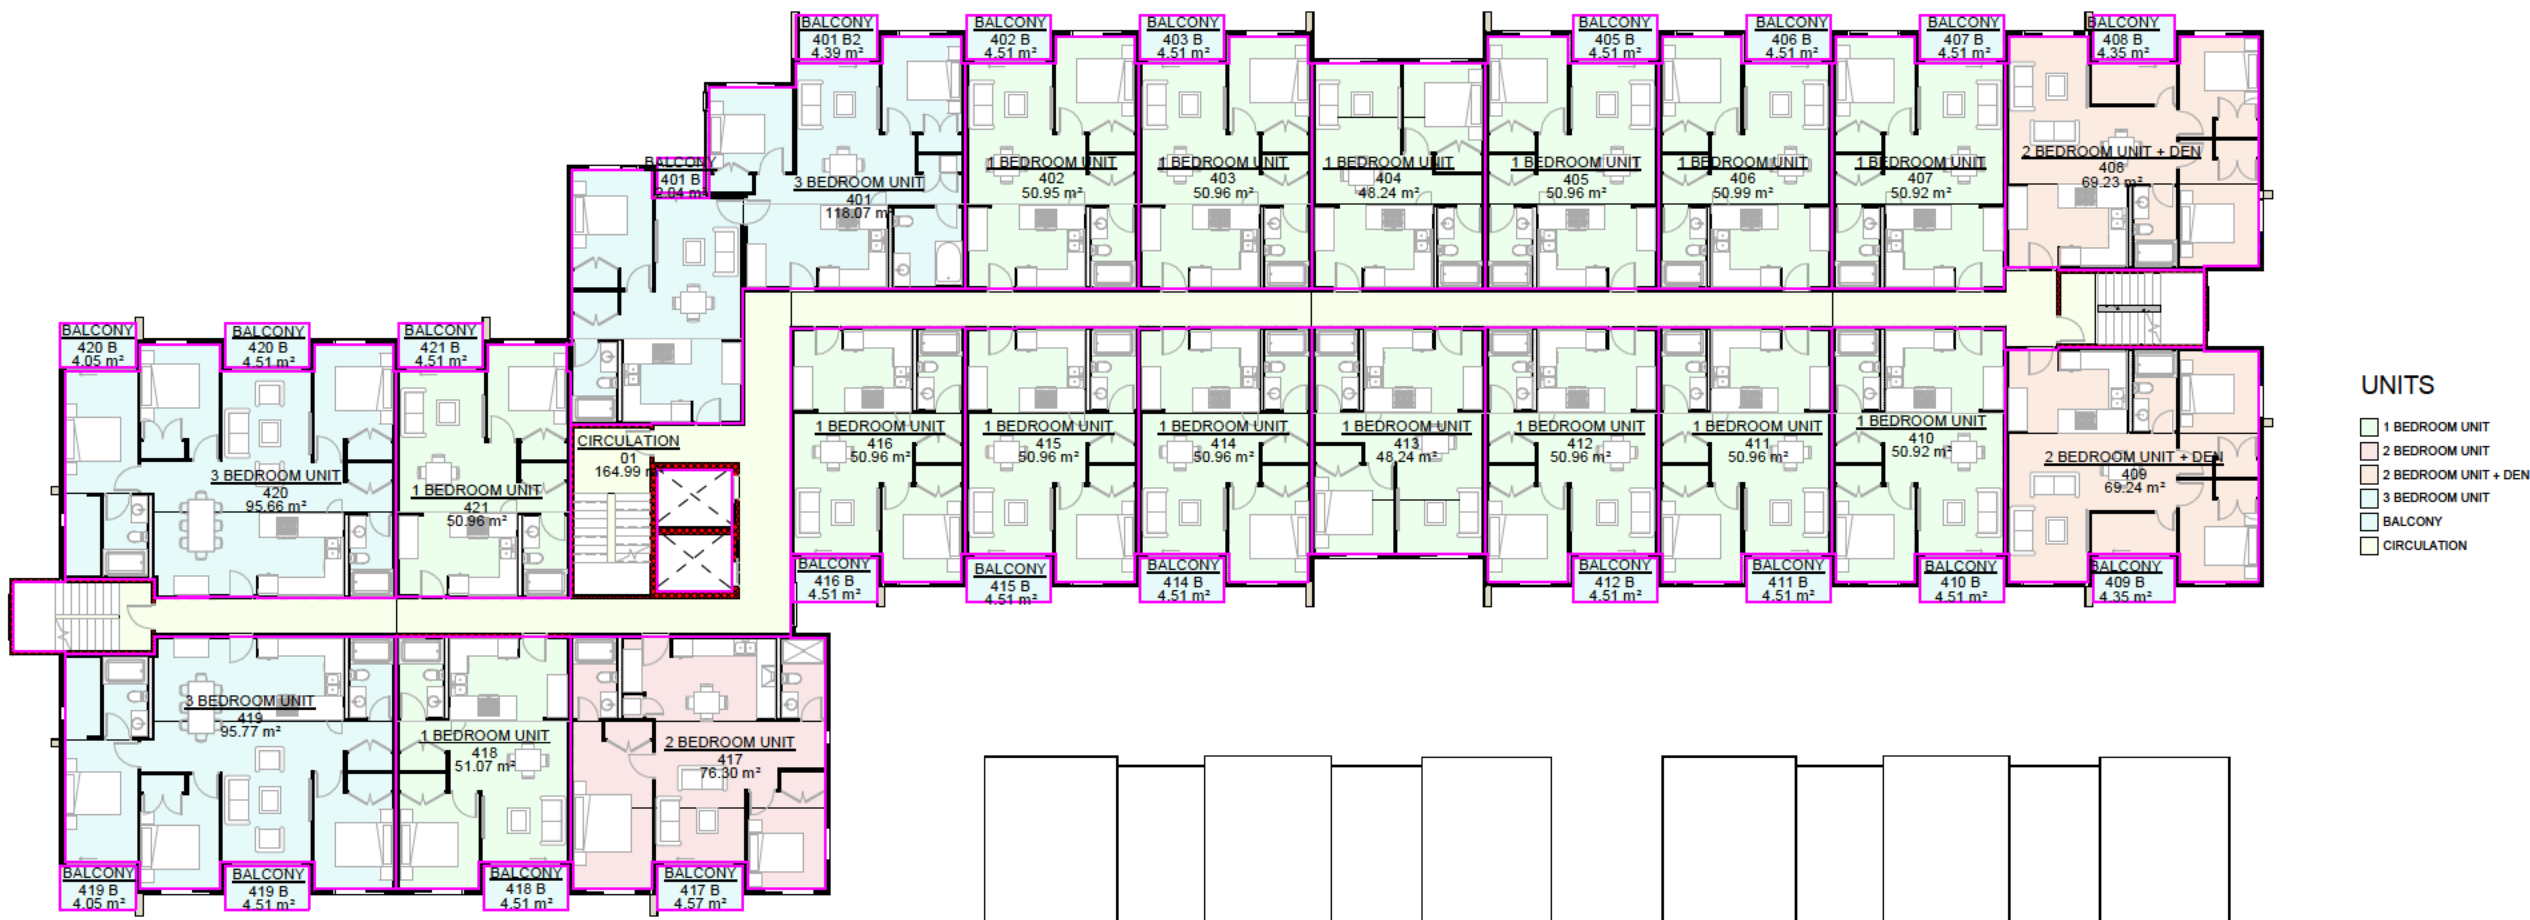 BALCONY
401 B2
4.39 m²
BALCONY
402 B
4.51 m²
BALCONY
403 B
4.51 m²
BALCONY
405 B
4.51 m²
BALCONY
406 B
4.51 m²
BALCONY
407 B
4.51 m²
BALCONY
408 B
4.35 m²
BALCONY
401 B
2.04 m²
3 BEDROOM UNIT
401
118.07 m²
1 BEDROOM UNIT
402
50.95 m²
1 BEDROOM UNIT
403
50.96 m²
1 BEDROOM UNIT
404
48.24 m²
1 BEDROOM UNIT
405
50.96 m²
1 BEDROOM UNIT
406
50.99 m²
1 BEDROOM UNIT
407
50.92 m²
2 BEDROOM UNIT + DEN
408
69.23 m²
BALCONY
420 B
4.05 m²
BALCONY
420 B
4.51 m²
BALCONY
421 B
4.51 m²
3 BEDROOM UNIT
420
95.66 m²
1 BEDROOM UNIT
421
50.96 m²
CIRCULATION
01
164.99 m²
1 BEDROOM UNIT
416
50.96 m²
1 BEDROOM UNIT
415
50.96 m²
1 BEDROOM UNIT
414
50.96 m²
1 BEDROOM UNIT
413
48.24 m²
1 BEDROOM UNIT
412
50.96 m²
1 BEDROOM UNIT
411
50.96 m²
1 BEDROOM UNIT
410
50.92 m²
2 BEDROOM UNIT + DEN
409
69.24 m²
BALCONY
416 B
4.51 m²
BALCONY
415 B
4.51 m²
BALCONY
414 B
4.51 m²
BALCONY
412 B
4.51 m²
BALCONY
411 B
4.51 m²
BALCONY
410 B
4.51 m²
BALCONY
409 B
4.35 m²
3 BEDROOM UNIT
419
95.77 m²
1 BEDROOM UNIT
418
51.07 m²
2 BEDROOM UNIT
417
76.30 m²
BALCONY
419 B
4.05 m²
BALCONY
419 B
4.51 m²
BALCONY
418 B
4.51 m²
BALCONY
417 B
4.57 m²
UNITS
1 BEDROOM UNIT
2 BEDROOM UNIT
2 BEDROOM UNIT + DEN
3 BEDROOM UNIT
BALCONY
CIRCULATION